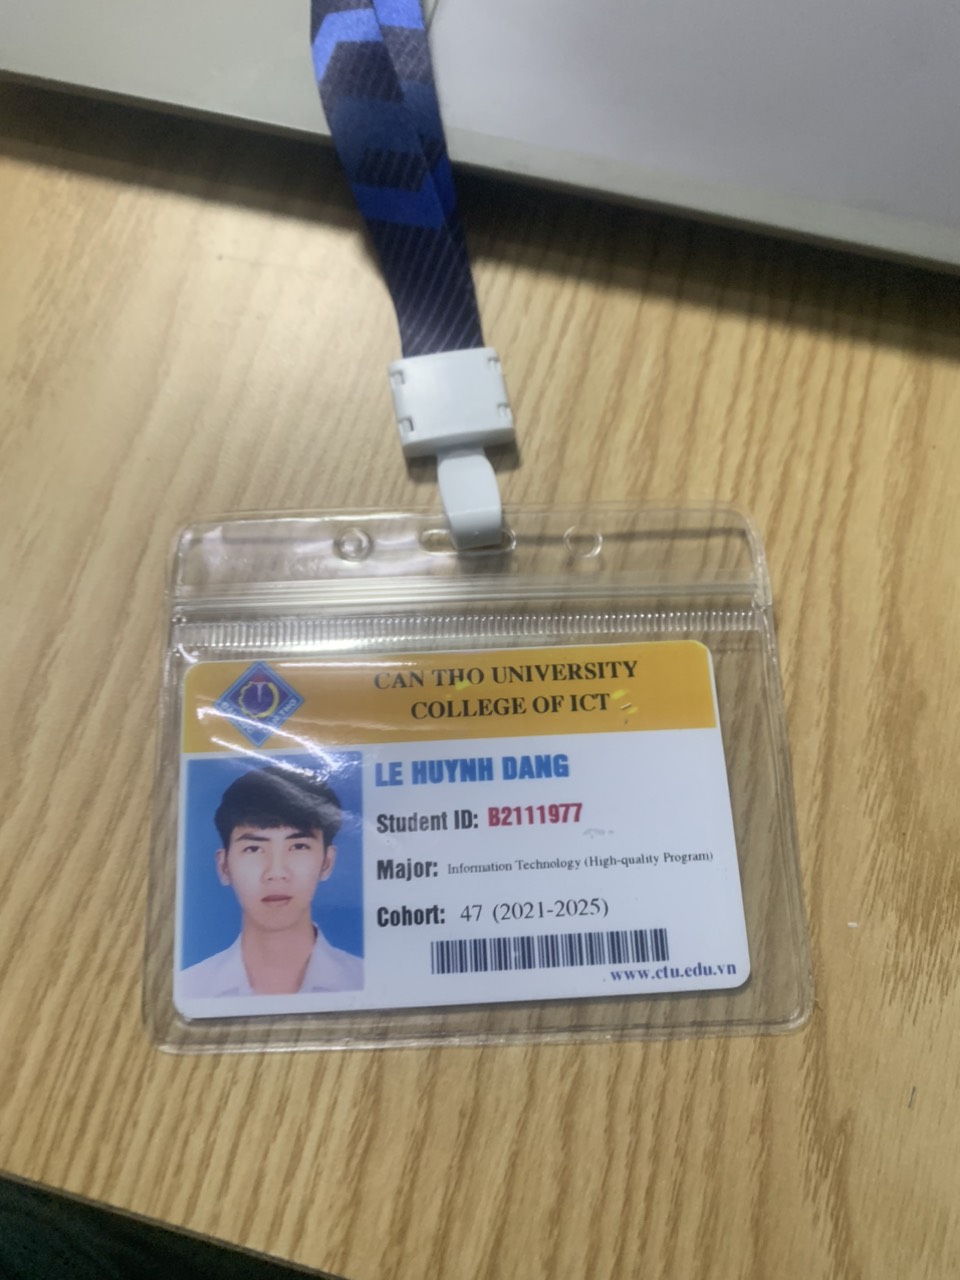 CAN THO UNIVERSITY
COLLEGE OF ICT
LE HUYNH DANG
Student ID: B2111977
Major: Information Technology (High-quality Program)
Cohort: 47 (2021-2025)
www.ctu.edu.vn